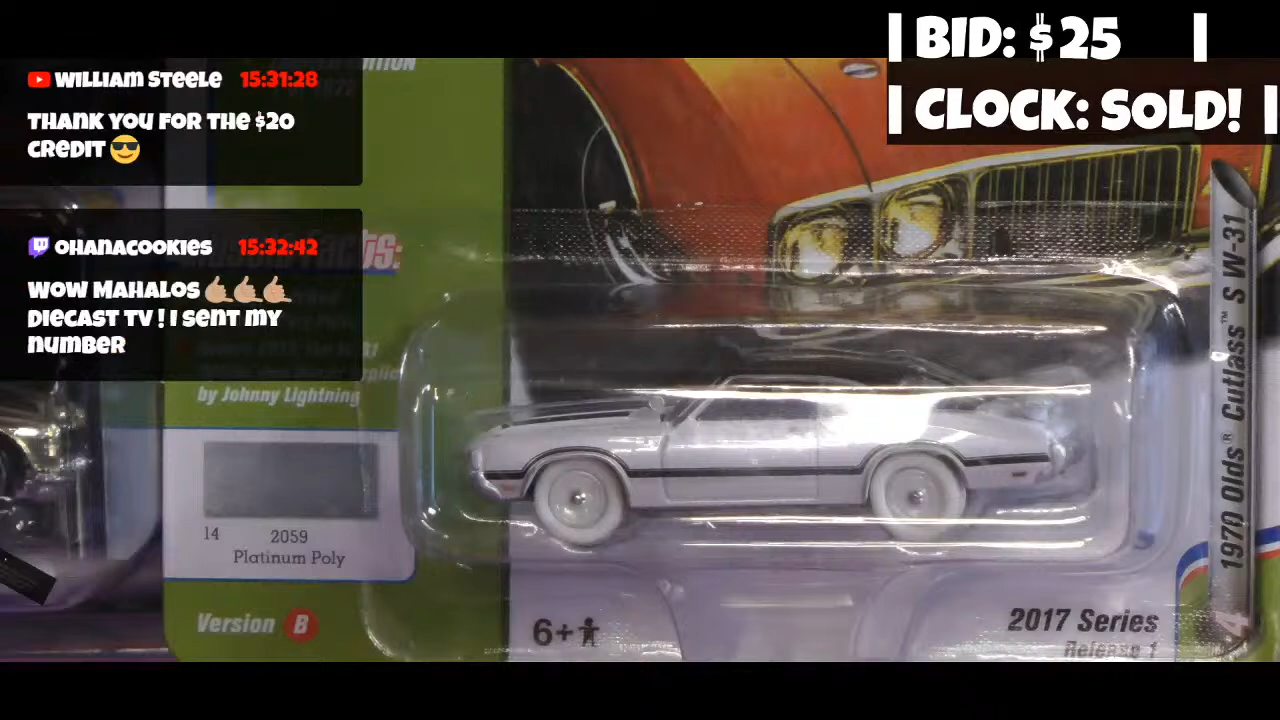 | BID: $25 |
| CLOCK: SOLD! |
WILLIAM STEELE 15:31:28
THANK YOU FOR THE $20
CREDIT 😎
OHANACOOKIES 15:32:42
WOW MAHALOS 🤙🏼🤙🏼🤙🏼
DIECAST TV ! I SENT MY
NUMBER
EDITION
by Johnny Lightning
14 2059
Platinum Poly
Version B
6+
2017 Series
Release 1
1970 Olds® Cutlass™ S W-31